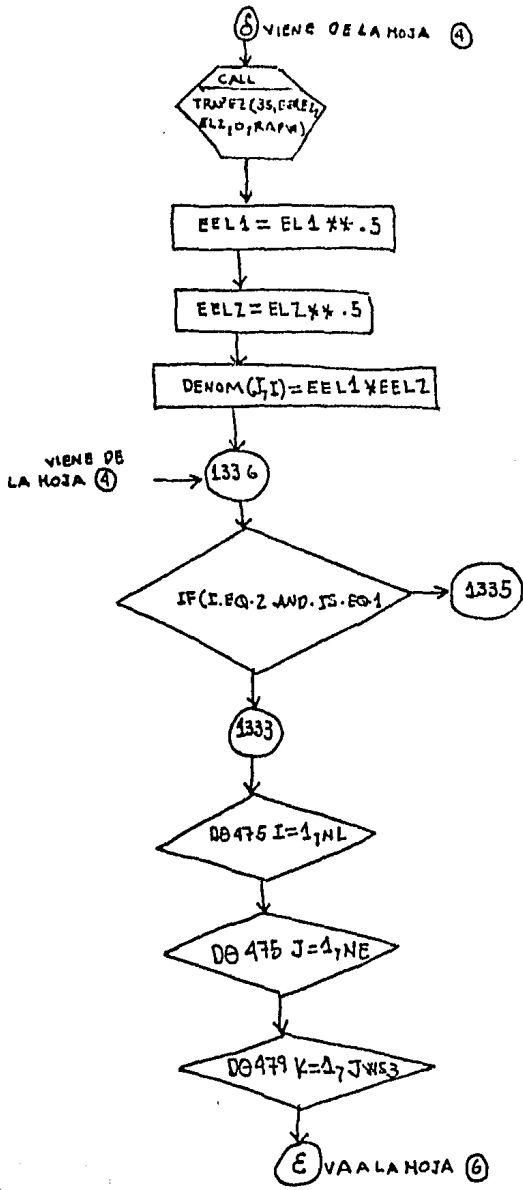 δ VIENE DE LA HOJA 4
CALL
TRAPEZ(35,EEREL,
EL2,0,RAPW)
EEL1 = EL1 **.5
EEL2 = EL2**.5
DENOM(I,I)=EEL1*EEL2
VIENE DE
LA HOJA 4
1336
IF(I.EQ.2.AND.IS.EQ.1
1335
1333
DO 475 I=1,NL
DO 475 J=1,NE
DO 479 K=1,
ε VA A LA HOJA 6